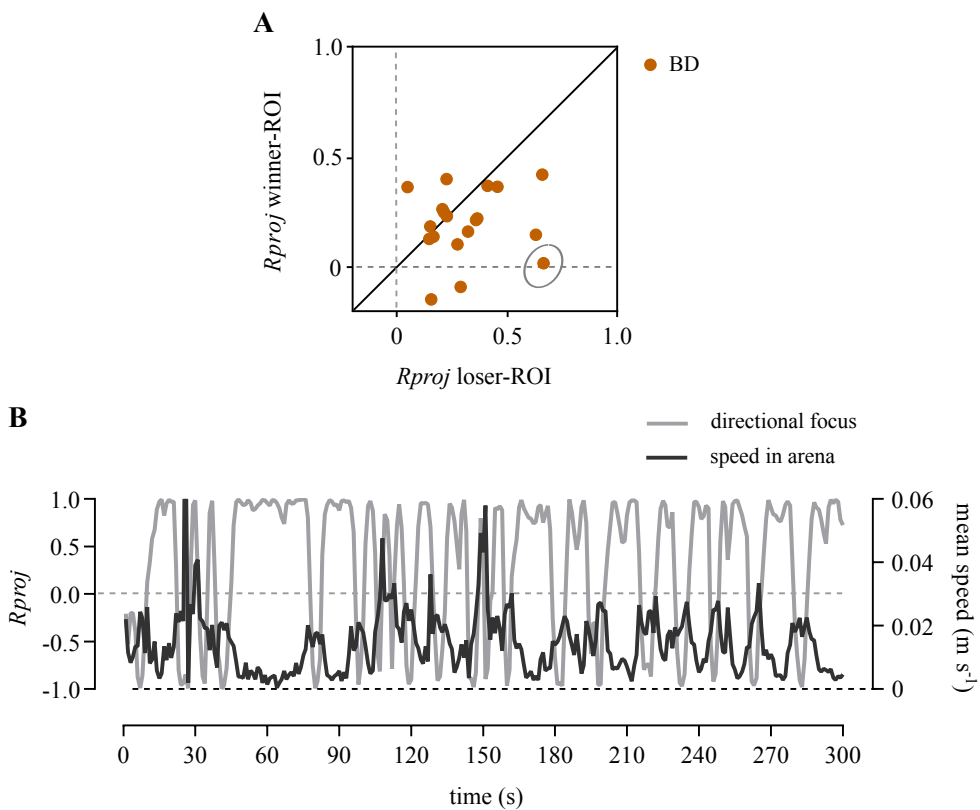 A
1.0
0.5
0
Rproj winner-ROI
BD
0
0.5
1.0
Rproj loser-ROI
B
directional focus
speed in arena
1.0
0.5
0.0
-0.5
-1.0
Rproj
0.06
0.04
0.02
0
mean speed (m s⁻¹)
0 30 60 90 120 150 180 210 240 270 300
time (s)